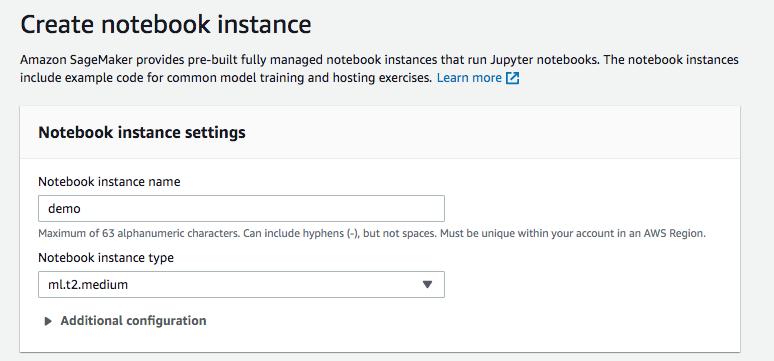 Create notebook instance
Amazon SageMaker provides pre-built fully managed notebook instances that run Jupyter notebooks. The notebook instances
include example code for common model training and hosting exercises. Learn more
Notebook instance settings
Notebook instance name
demo
Maximum of 63 alphanumeric characters. Can include hyphens (-), but not spaces. Must be unique within your account in an AWS Region.
Notebook instance type
ml.t2.medium
Additional configuration